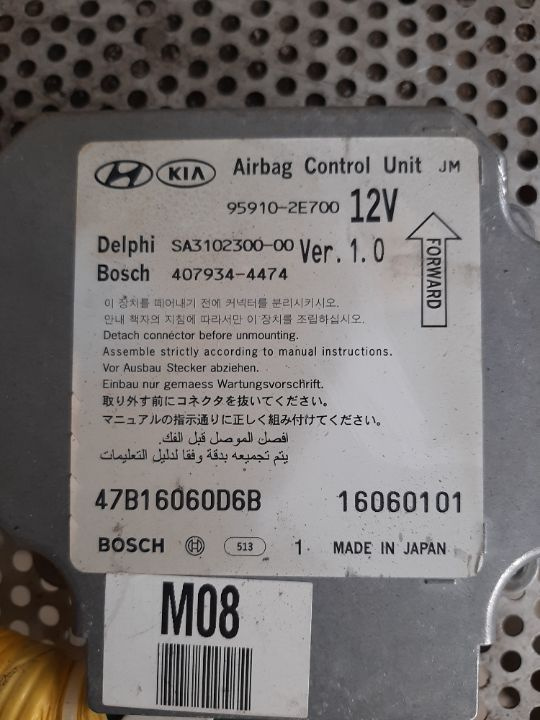 KIA Airbag Control Unit JM
95910-2E700 12V
Delphi SA3102300-00 Ver. 1.0
Bosch 407934-4474
FORWARD
이 장치를 떼어내기 전에 커넥터를 분리시키시오.
안내 책자의 지침에 따라서만 이 장치를 조립하십시오.
Detach connector before unmounting.
Assemble strictly according to manual instructions.
Vor Ausbau Stecker abziehen.
Einbau nur gemaess Wartungsvorschrift.
取り外す前にコネクタを抜いてください。
マニュアルの指示通りに正しく組み付けてください。
افصل الموصل قبل الفك.
يتم تجميعه بدقة وفقا لدليل التعليمات
47B16060D6B 16060101
BOSCH 513 1 MADE IN JAPAN
M08